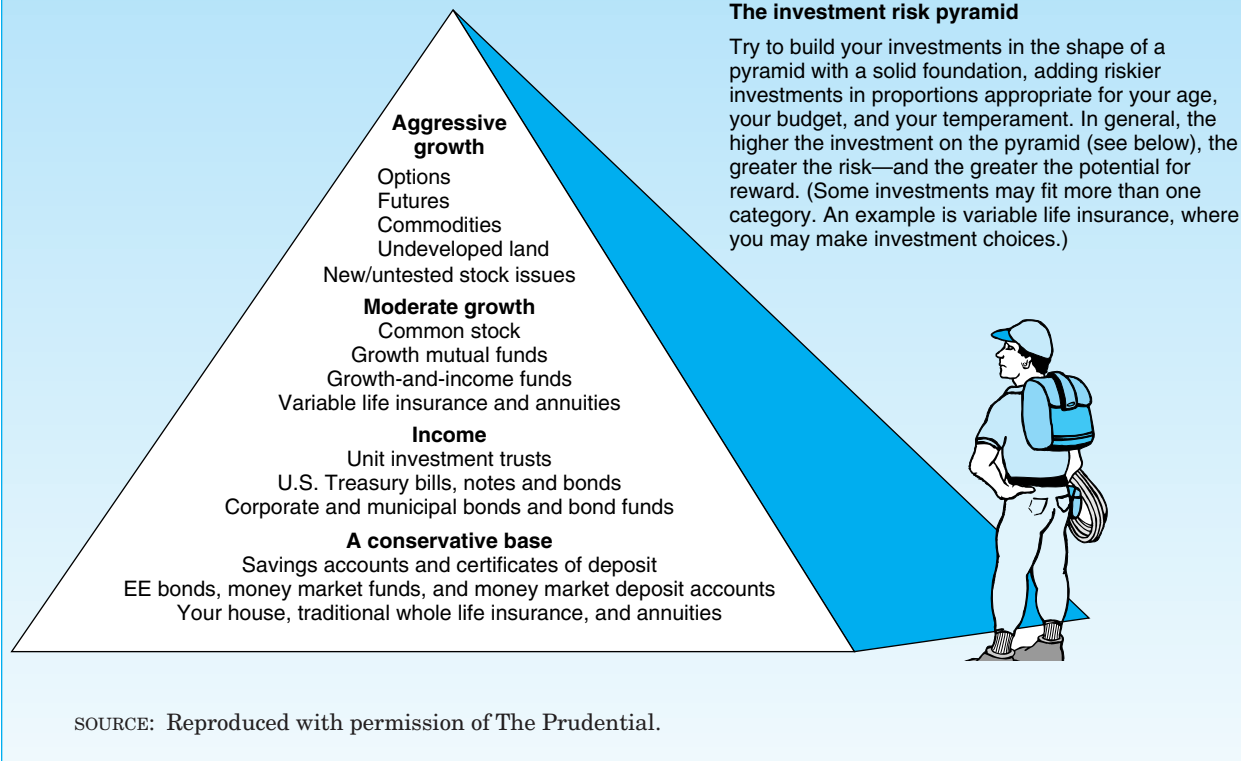 The investment risk pyramid
Try to build your investments in the shape of a
pyramid with a solid foundation, adding riskier
investments in proportions appropriate for your age,
your budget, and your temperament. In general, the
higher the investment on the pyramid (see below), the
greater the risk—and the greater the potential for
reward. (Some investments may fit more than one
category. An example is variable life insurance, where
you may make investment choices.)
Aggressive
growth
Options
Futures
Commodities
Undeveloped land
New/untested stock issues
Moderate growth
Common stock
Growth mutual funds
Growth-and-income funds
Variable life insurance and annuities
Income
Unit investment trusts
U.S. Treasury bills, notes and bonds
Corporate and municipal bonds and bond funds
A conservative base
Savings accounts and certificates of deposit
EE bonds, money market funds, and money market deposit accounts
Your house, traditional whole life insurance, and annuities
SOURCE: Reproduced with permission of The Prudential.